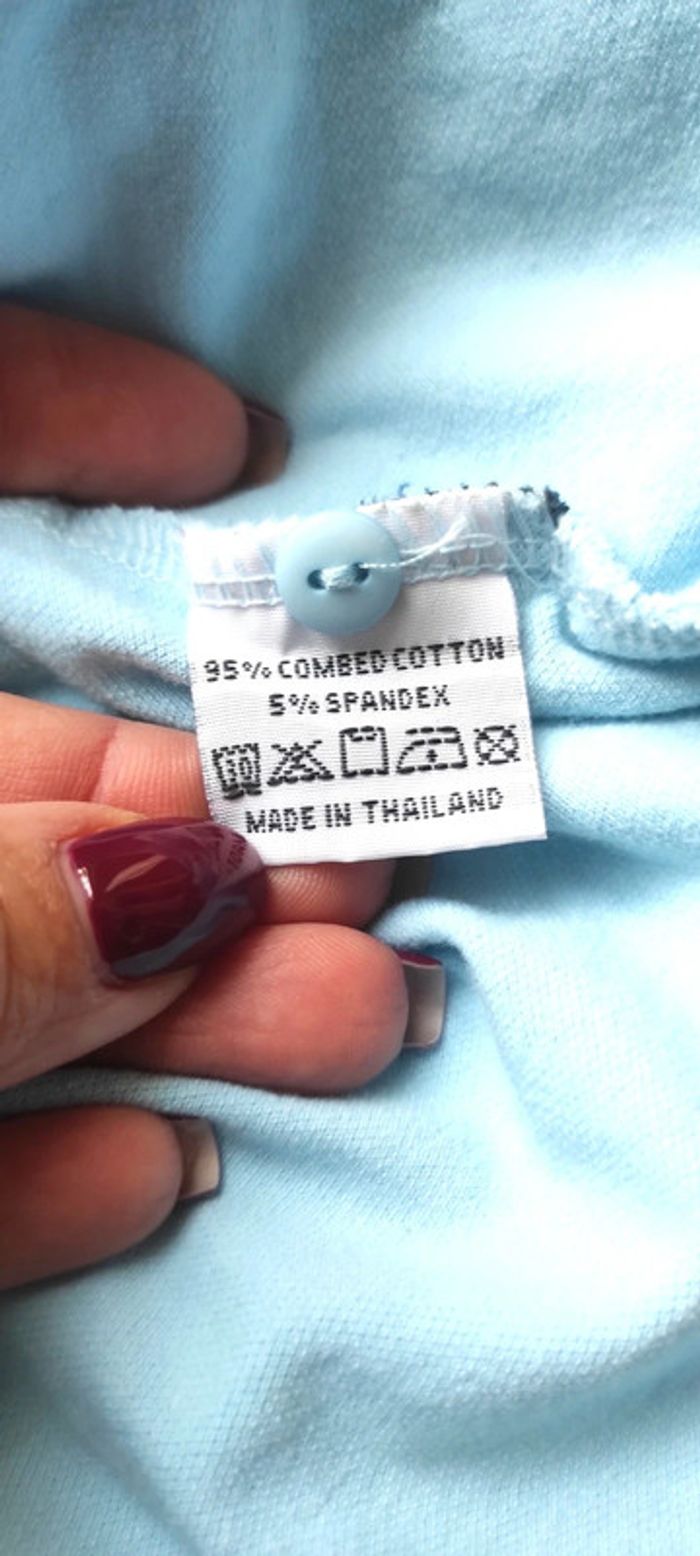 95% COMBED COTTON
5% SPANDEX
MADE IN THAILAND